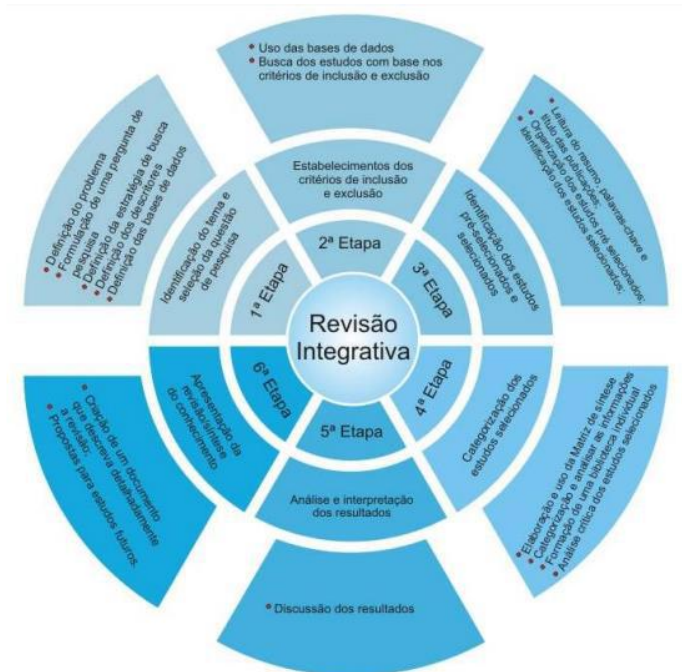 Revisão
Integrativa
1ª Etapa
Identificação do tema e
seleção da questão
de pesquisa
• Definição do problema
• Formulação de uma pergunta de
pesquisa
• Definição da estratégia de busca
• Definição dos descritores
• Definição das bases de dados
2ª Etapa
Estabelecimentos dos
critérios de inclusão
e exclusão
• Uso das bases de dados
• Busca dos estudos com base nos
critérios de inclusão e exclusão
3ª Etapa
Identificação dos estudos
pré-selecionados e
selecionados
• Leitura do resumo, palavras-chave e
título das publicações;
• Organização dos estudos pré selecionados;
• Identificação dos estudos selecionados;
4ª Etapa
Categorização dos
estudos selecionados
• Elaboração e uso da Matriz de síntese
• Categorização e analisar as informações
• Formação de uma biblioteca individual
• Análise crítica dos estudos selecionados
5ª Etapa
Análise e interpretação
dos resultados
• Discussão dos resultados
6ª Etapa
Apresentação da
revisão/síntese
do conhecimento
• Criação de um documento
que descreva detalhadamente
a revisão;
• Propostas para estudos futuros.